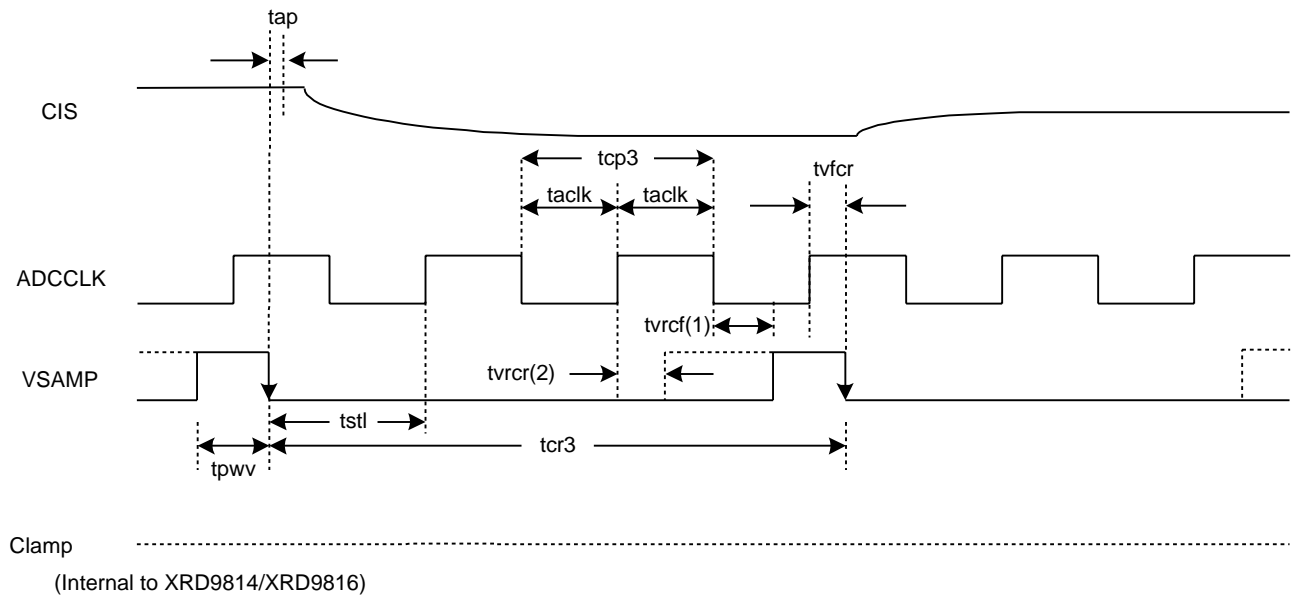 tap
CIS
tcp3
tvfcr
taclk
taclk
ADCCLK
tvrcf(1)
VSAMP
tvrcr(2)
tstl
tcr3
tpwv
Clamp
(Internal to XRD9814/XRD9816)